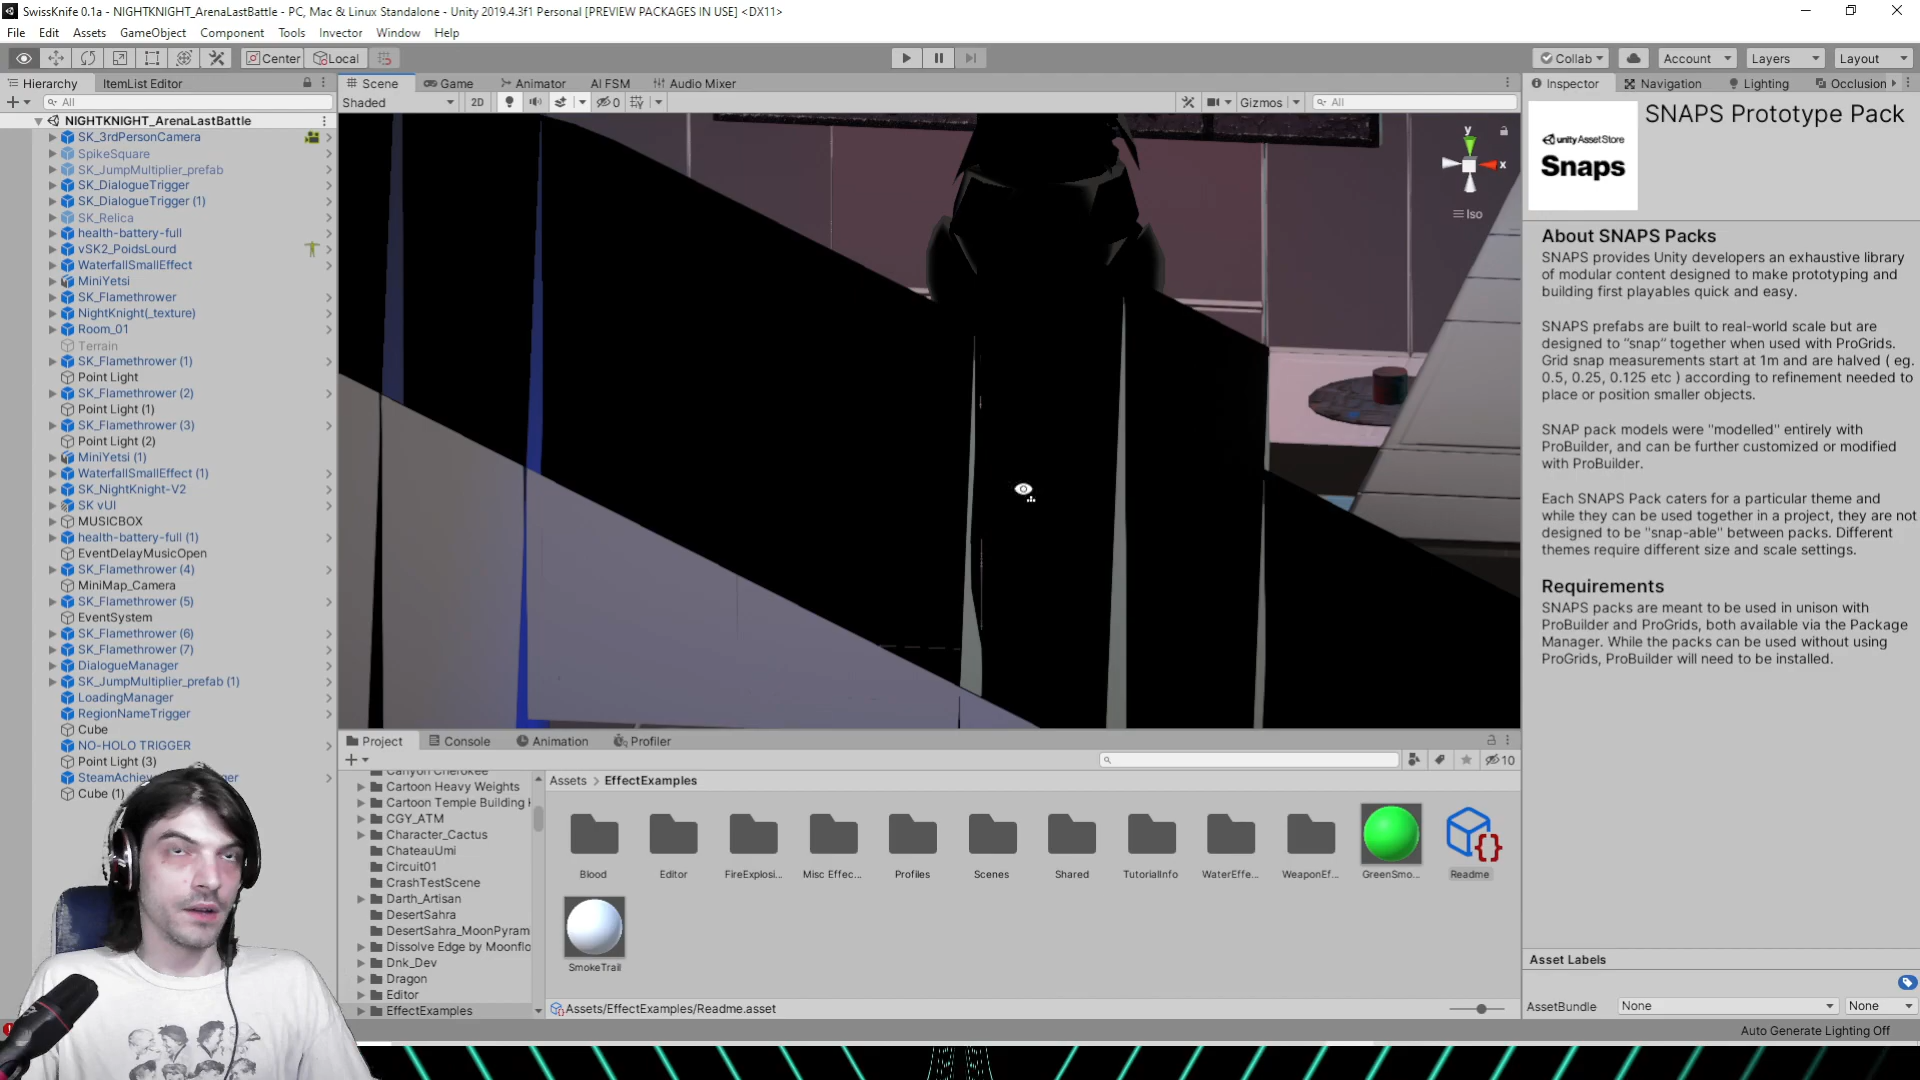 SwissKnife 0.1a - NIGHTKNIGHT_ArenaLastBattle - PC, Mac & Linux Standalone - Unity 2019.4.3f1 Personal [PREVIEW PACKAGES IN USE] <DX11>
File Edit Assets GameObject Component Tools Invector Window Help
Center Local Collab Account Layers Layout
Hierarchy ItemList Editor
All
NIGHTKNIGHT_ArenaLastBattle
SK_3rdPersonCamera
SpikeSquare
SK_JumpMultiplier_prefab
SK_DialogueTrigger
SK_DialogueTrigger (1)
SK_Relica
health-battery-full
vSK2_PoidsLourd
WaterfallSmallEffect
MiniYetsi
SK_Flamethrower
NightKnight(_texture)
Room_01
Terrain
SK_Flamethrower (1)
Point Light
SK_Flamethrower (2)
Point Light (1)
SK_Flamethrower (3)
Point Light (2)
MiniYetsi (1)
WaterfallSmallEffect (1)
SK_NightKnight-V2
SK vUI
MUSICBOX
health-battery-full (1)
EventDelayMusicOpen
SK_Flamethrower (4)
MiniMap_Camera
SK_Flamethrower (5)
EventSystem
SK_Flamethrower (6)
SK_Flamethrower (7)
DialogueManager
SK_JumpMultiplier_prefab (1)
LoadingManager
RegionNameTrigger
Cube
NO-HOLO TRIGGER
Point Light (3)
Cube (1)
Scene Game Animator AI FSM Audio Mixer
Shaded 2D 0 Gizmos All
y
x
Iso
Project Console Animation Profiler
10
Canyon Cherokee
Cartoon Heavy Weights
Cartoon Temple Building
CGY_ATM
Character_Cactus
ChateauUmi
Circuit01
CrashTestScene
Darth_Artisan
DesertSahra
DesertSahra_MoonPyram
Dissolve Edge by Moonflo
Dnk_Dev
Dragon
Editor
EffectExamples
Assets > EffectExamples
Blood Editor FireExplosi... Misc Effec... Profiles Scenes Shared TutorialInfo WaterEffe... WeaponEf... GreenSmo... Readme
SmokeTrail
Assets/EffectExamples/Readme.asset
Inspector Navigation Lighting Occlusion
unity Asset Store
Snaps
SNAPS Prototype Pack
About SNAPS Packs
SNAPS provides Unity developers an exhaustive library
of modular content designed to make prototyping and
building first playables quick and easy.
SNAPS prefabs are built to real-world scale but are
designed to "snap" together when used with ProGrids.
Grid snap measurements start at 1m and are halved ( eg.
0.5, 0.25, 0.125 etc ) according to refinement needed to
place or position smaller objects.
SNAP pack models were "modelled" entirely with
ProBuilder, and can be further customized or modified
with ProBuilder.
Each SNAPS Pack caters for a particular theme and
while they can be used together in a project, they are not
designed to be "snap-able" between packs. Different
themes require different size and scale settings.
Requirements
SNAPS packs are meant to be used in unison with
ProBuilder and ProGrids, both available via the Package
Manager. While the packs can be used without using
ProGrids, ProBuilder will need to be installed.
Asset Labels
AssetBundle None None
Auto Generate Lighting Off